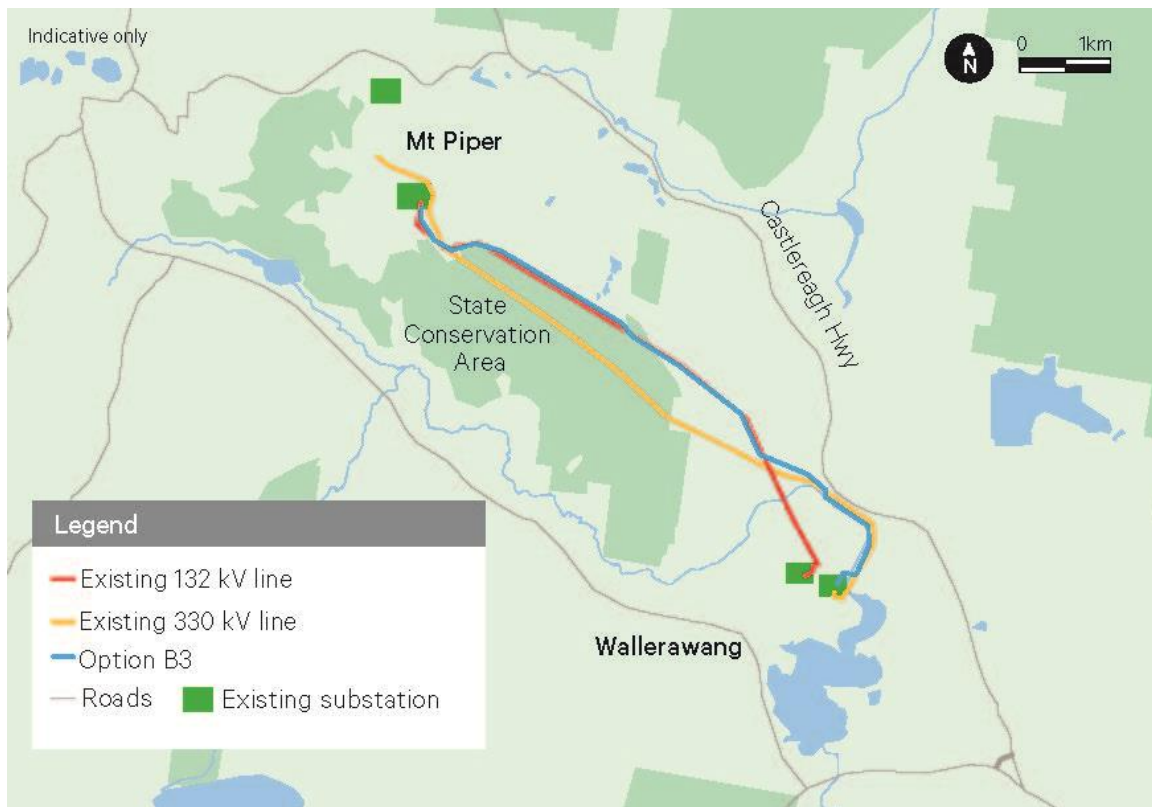 Indicative only
N
0 1km
Mt Piper
Castlereagh Hwy
State
Conservation
Area
Legend
Existing 132 kV line
Existing 330 kV line
Option B3
Roads Existing substation
Wallerawang